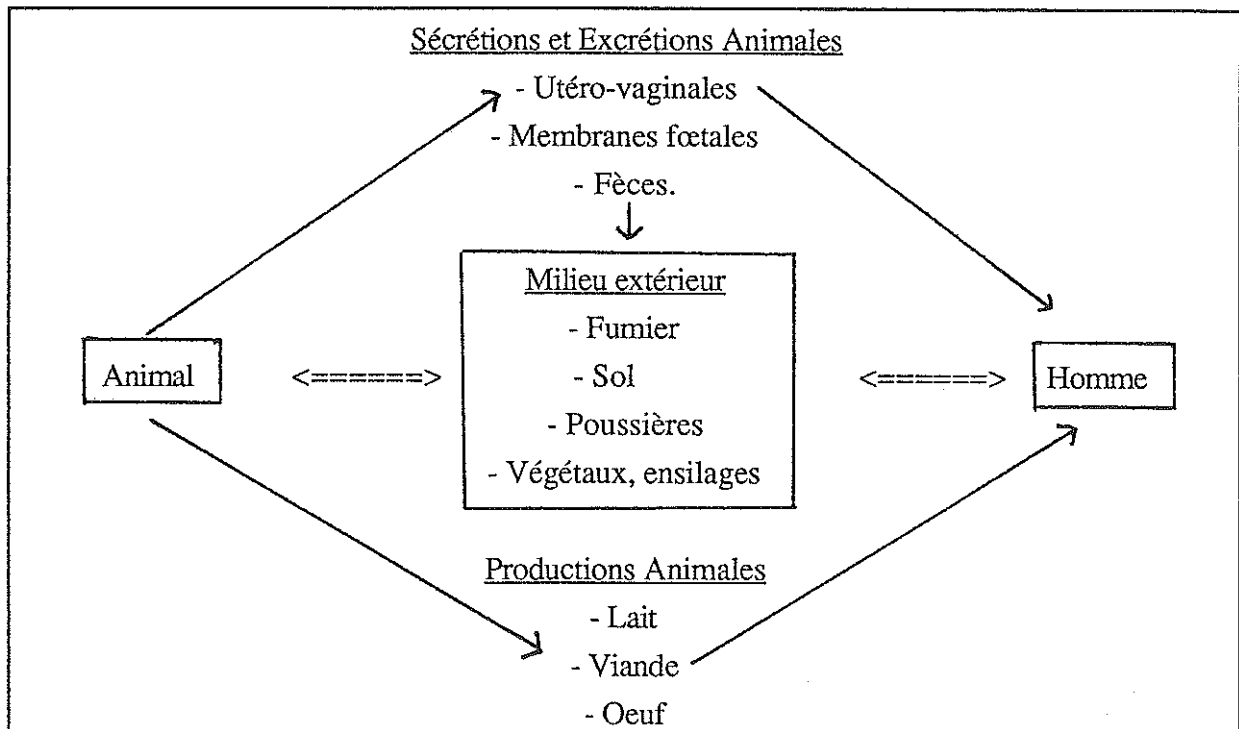 Sécrétions et Excrétions Animales
- Utéro-vaginales
- Membranes fœtales
- Fèces.
Milieu extérieur
- Fumier
Animal <======> - Sol <======> Homme
- Poussières
- Végétaux, ensilages
Productions Animales
- Lait
- Viande
- Oeuf